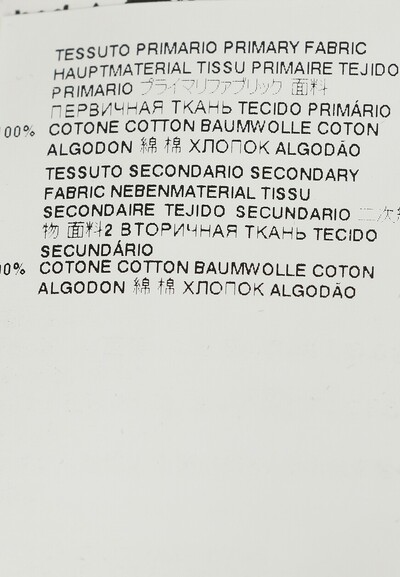 TESSUTO PRIMARIO PRIMARY FABRIC
HAUPTMATERIAL TISSU PRIMAIRE TEJIDO
PRIMARIO プライマリファブリック 面料
ПЕРВИЧНАЯ ТКАНЬ TECIDO PRIMÁRIO
100% COTONE COTTON BAUMWOLLE COTON
ALGODON 綿 棉 ХЛОПОК ALGODÃO
TESSUTO SECONDARIO SECONDARY
FABRIC NEBENMATERIAL TISSU
SECONDAIRE TEJIDO SECUNDARIO 二次
物 面料2 ВТОРИЧНАЯ ТКАНЬ TECIDO
SECUNDÁRIO
00% COTONE COTTON BAUMWOLLE COTON
ALGODON 綿 棉 ХЛОПОК ALGODÃO